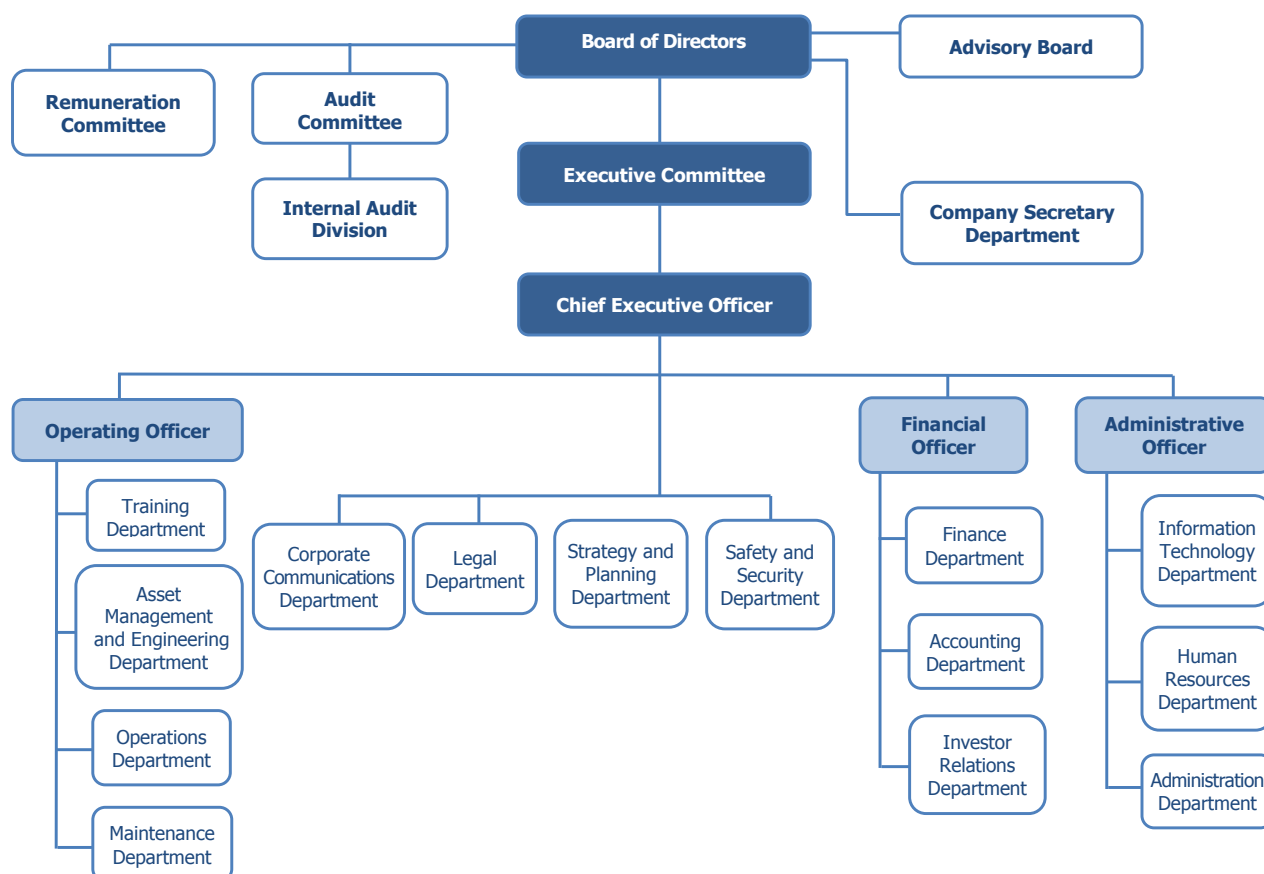 Board of Directors
Advisory Board
Remuneration
Committee
Audit
Committee
Executive Committee
Internal Audit
Division
Company Secretary
Department
Chief Executive Officer
Operating Officer
Financial
Officer
Administrative
Officer
Training
Department
Asset
Management
and Engineering
Department
Operations
Department
Maintenance
Department
Corporate
Communications
Department
Legal
Department
Strategy and
Planning
Department
Safety and
Security
Department
Finance
Department
Accounting
Department
Investor
Relations
Department
Information
Technology
Department
Human
Resources
Department
Administration
Department